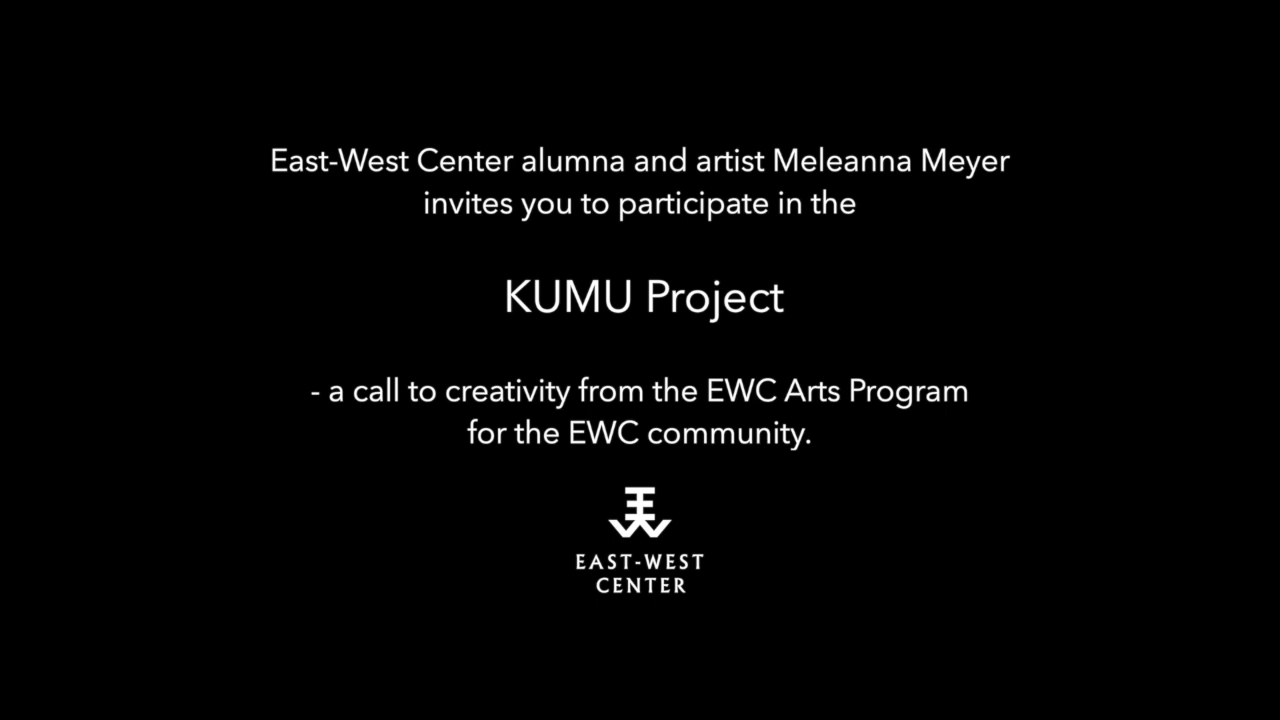 East-West Center alumna and artist Meleanna Meyer
invites you to participate in the
KUMU Project
- a call to creativity from the EWC Arts Program
for the EWC community.
EAST-WEST
CENTER